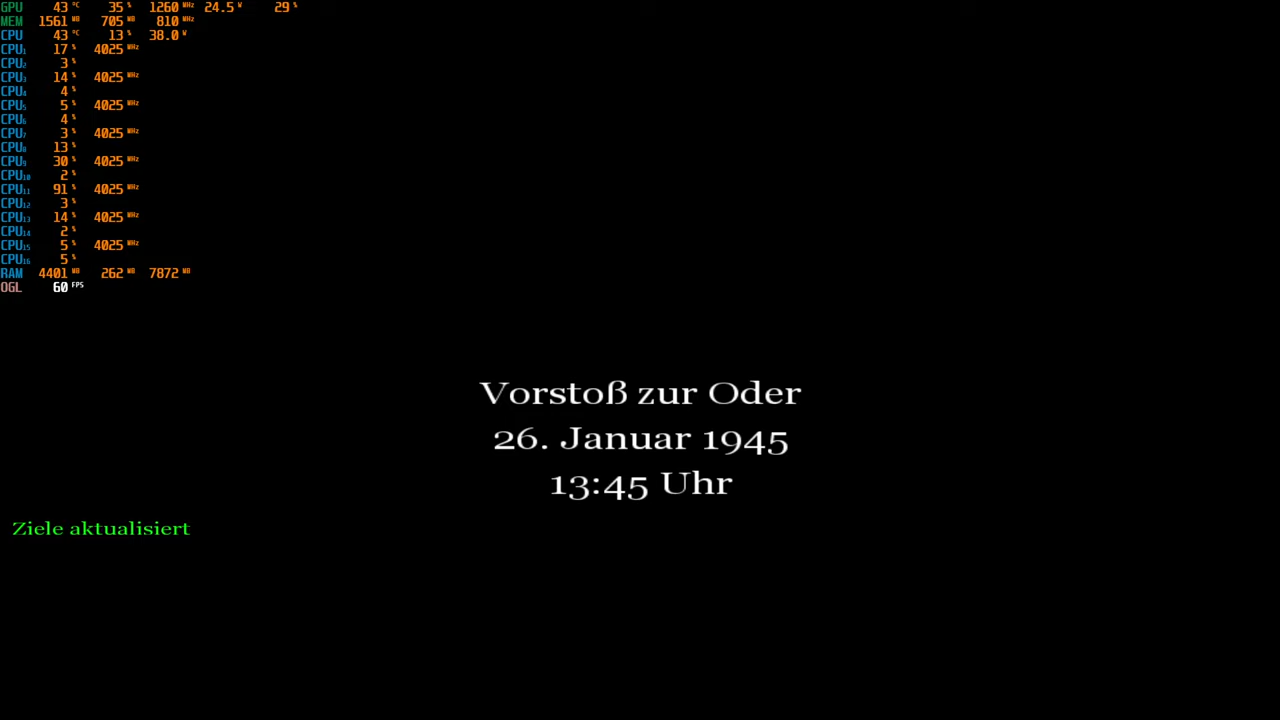 GPU 43 °C 35 % 1260 MHz 24.5 W 29 %
MEM 1561 MB 705 MB 810 MHz
CPU 43 °C 13 % 38.0 W
CPU1 17 % 4025 MHz
CPU2 3 %
CPU3 14 % 4025 MHz
CPU4 4 %
CPU5 5 % 4025 MHz
CPU6 4 %
CPU7 3 % 4025 MHz
CPU8 13 %
CPU9 30 % 4025 MHz
CPU10 2 %
CPU11 91 % 4025 MHz
CPU12 3 %
CPU13 14 % 4025 MHz
CPU14 2 %
CPU15 5 % 4025 MHz
CPU16 5 %
RAM 4401 MB 262 MB 7872 MB
OGL 60 FPS
Vorstoß zur Oder
26. Januar 1945
13:45 Uhr
Ziele aktualisiert